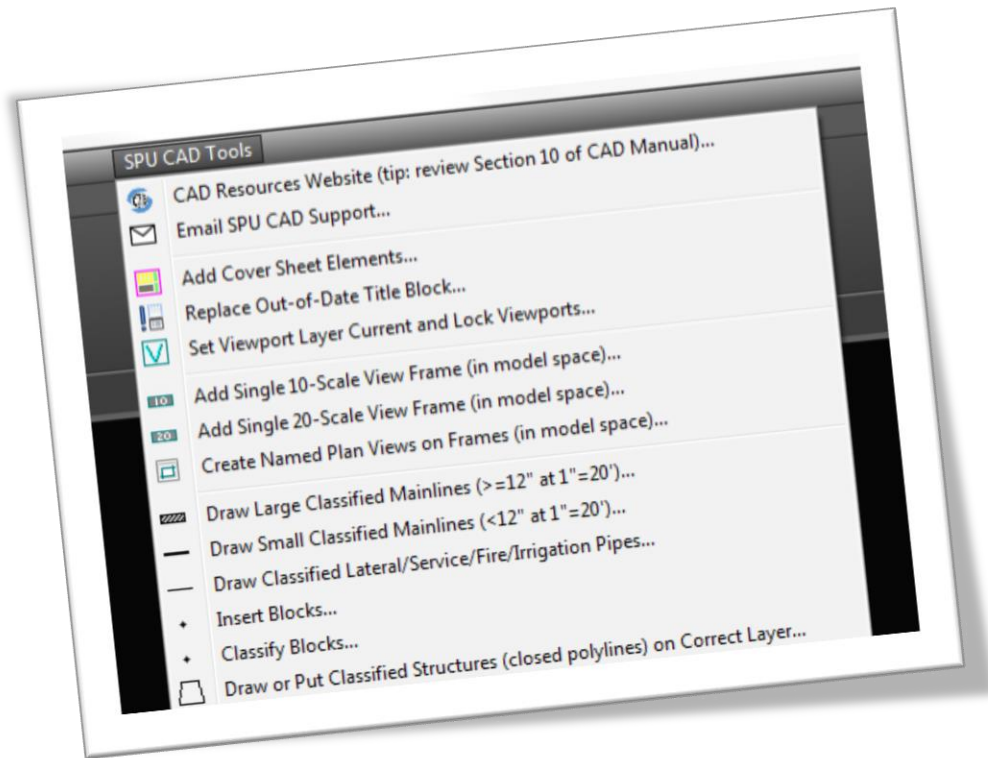 SPU CAD Tools
CAD Resources Website (tip: review Section 10 of CAD Manual)...
Email SPU CAD Support...
Add Cover Sheet Elements...
Replace Out-of-Date Title Block...
Set Viewport Layer Current and Lock Viewports...
10 Add Single 10-Scale View Frame (in model space)...
20 Add Single 20-Scale View Frame (in model space)...
Create Named Plan Views on Frames (in model space)...
Draw Large Classified Mainlines (>=12" at 1"=20')...
Draw Small Classified Mainlines (<12" at 1"=20')...
Draw Classified Lateral/Service/Fire/Irrigation Pipes...
Insert Blocks...
Classify Blocks...
Draw or Put Classified Structures (closed polylines) on Correct Layer...